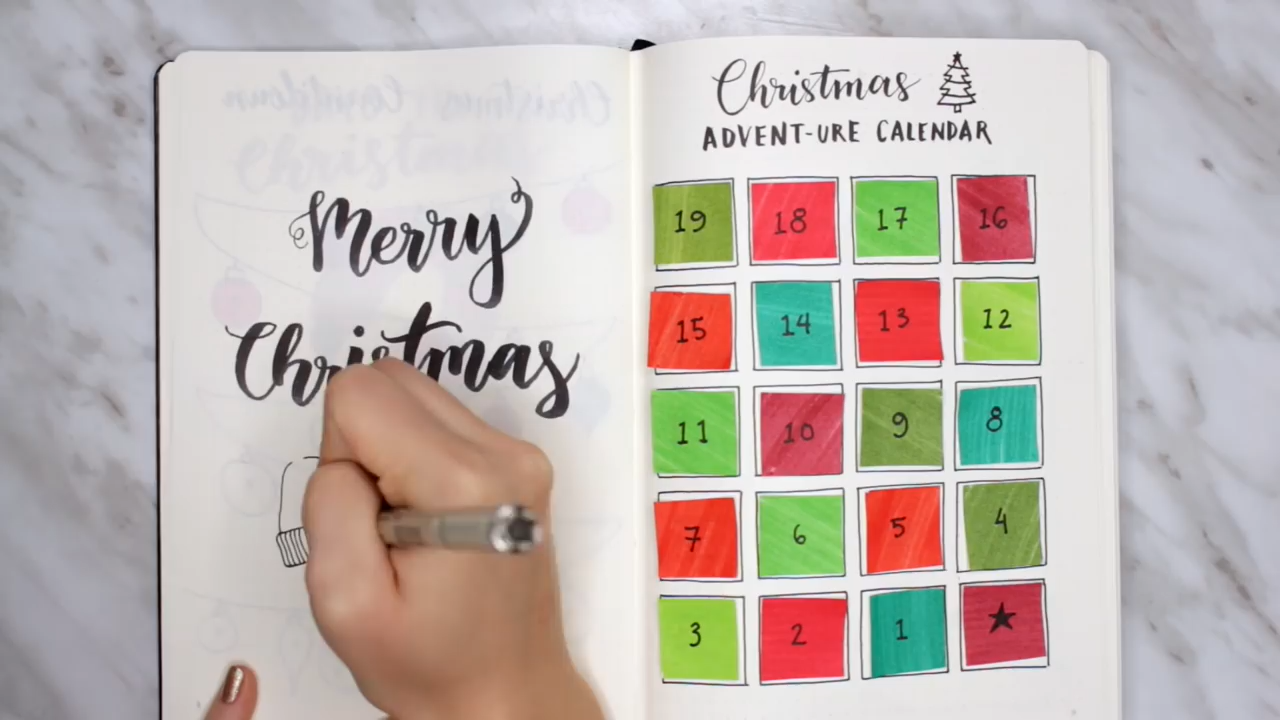 Merry
Christmas
Christmas
ADVENT-URE CALENDAR
19 18 17 16
15 14 13 12
11 10 9 8
7 6 5 4
3 2 1 ★